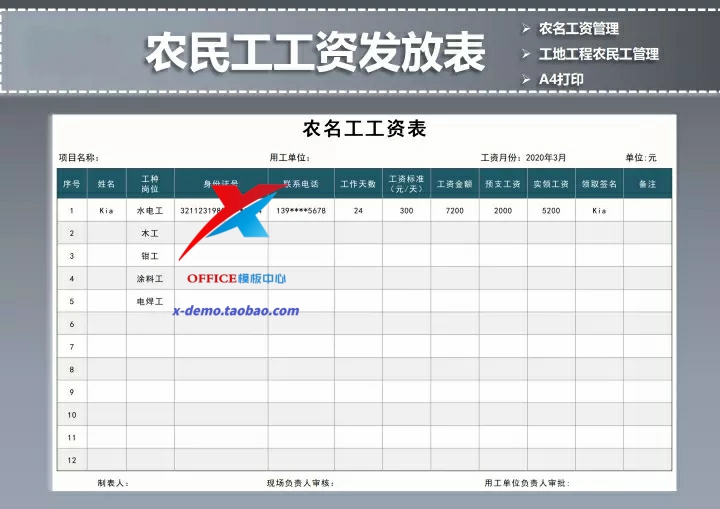 农民工工资发放表
农名工资管理
工地工程农民工管理
A4打印
农名工工资表
项目名称： 用工单位： 工资月份：2020年3月 单位：元
序号 姓名 工种岗位 身份证号 联系电话 工作天数 工资标准（元/天） 工资金额 预支工资 实领工资 领取签名 备注
1 Kia 水电工 139****5678 24 300 7200 2000 5200 Kia
2 木工
3 钳工
4 涂料工
5 电焊工
6
7
8
9
10
11
12
OFFICE模板中心
x-demo.taobao.com
制表人： 现场负责人审核： 用工单位负责人审批：